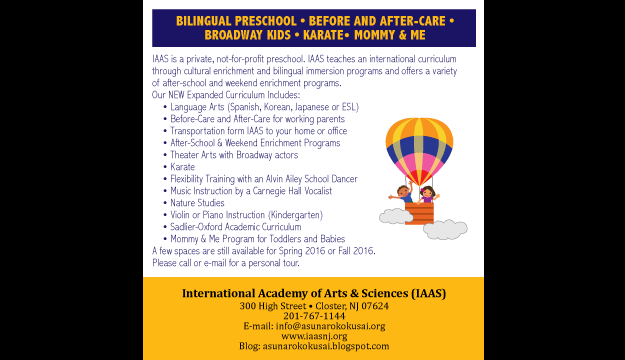 BILINGUAL PRESCHOOL • BEFORE AND AFTER-CARE •
BROADWAY KIDS • KARATE• MOMMY & ME
IAAS is a private, not-for-profit preschool. IAAS teaches an international curriculum
through cultural enrichment and bilingual immersion programs and offers a variety
of after-school and weekend enrichment programs.
Our NEW Expanded Curriculum Includes:
• Language Arts (Spanish, Korean, Japanese or ESL)
• Before-Care and After-Care for working parents
• Transportation form IAAS to your home or office
• After-School & Weekend Enrichment Programs
• Theater Arts with Broadway actors
• Karate
• Flexibility Training with an Alvin Ailey School Dancer
• Music Instruction by a Carnegie Hall Vocalist
• Nature Studies
• Violin or Piano Instruction (Kindergarten)
• Sadlier-Oxford Academic Curriculum
• Mommy & Me Program for Toddlers and Babies
A few spaces are still available for Spring 2016 or Fall 2016.
Please call or e-mail for a personal tour.
International Academy of Arts & Sciences (IAAS)
300 High Street • Closter, NJ 07624
201-767-1144
E-mail: info@asunarokokusai.org
www.iaasnj.org
Blog: asunarokokusai.blogspot.com